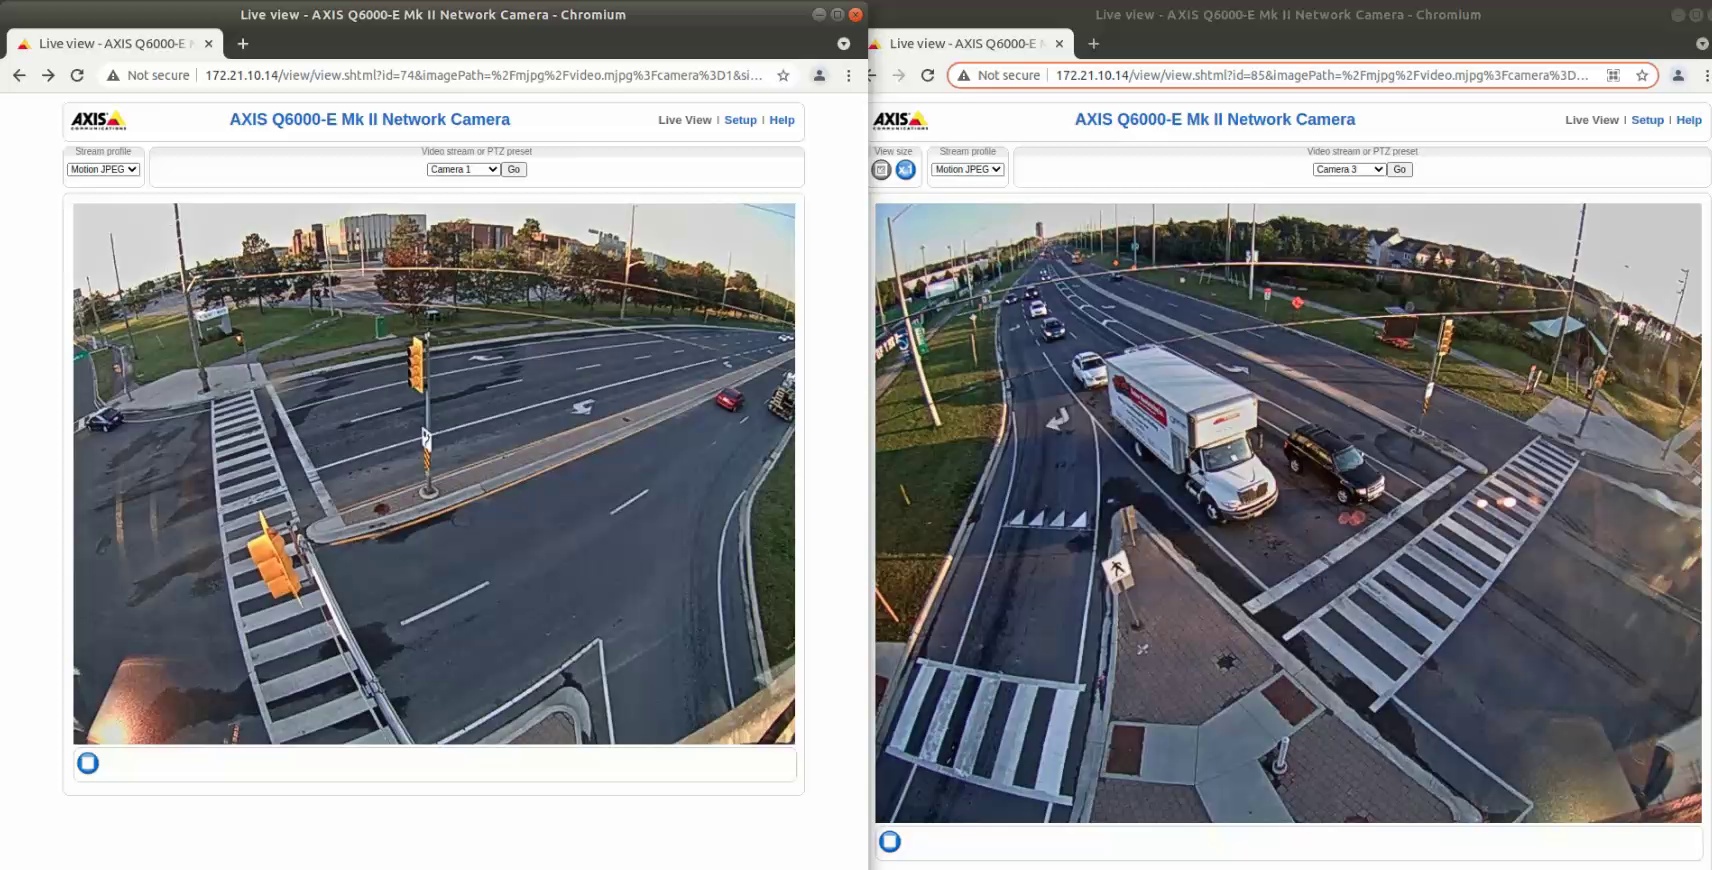 Live view - AXIS Q6000-E Mk II Network Camera - Chromium
Live view - AXIS Q6000-E M
Not secure
172.21.10.14/view/view.shtml?id=74&imagePath=%2Fmjpg%2Fvideo.mjpg%3Fcamera%3D1&si...
AXIS
COMMUNICATIONS
AXIS Q6000-E Mk II Network Camera
Live View | Setup | Help
Stream profile
Motion JPEG
Video stream or PTZ preset
Camera 1
Go
Live view - AXIS Q6000-E Mk II Network Camera - Chromium
Live view - AXIS Q6000-E M
Not secure
172.21.10.14/view/view.shtml?id=85&imagePath=%2Fmjpg%2Fvideo.mjpg%3Fcamera%3D...
AXIS
COMMUNICATIONS
AXIS Q6000-E Mk II Network Camera
Live View | Setup | Help
View size
x1
Stream profile
Motion JPEG
Video stream or PTZ preset
Camera 3
Go